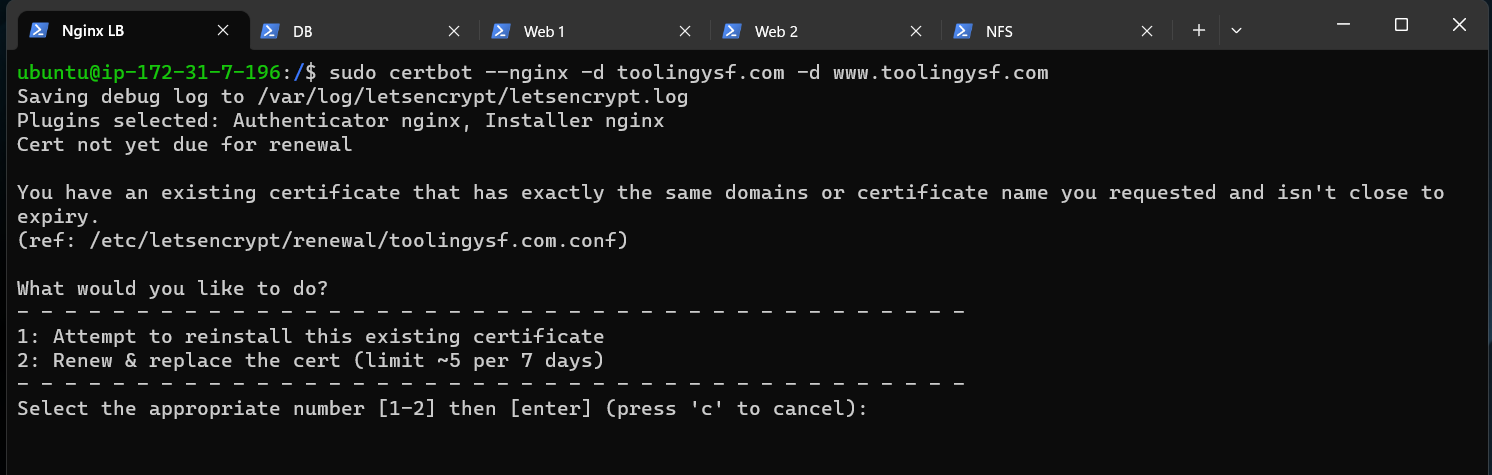 Nginx LB DB Web 1 Web 2 NFS
ubuntu@ip-172-31-7-196:/$ sudo certbot --nginx -d toolingysf.com -d www.toolingysf.com
Saving debug log to /var/log/letsencrypt/letsencrypt.log
Plugins selected: Authenticator nginx, Installer nginx
Cert not yet due for renewal
You have an existing certificate that has exactly the same domains or certificate name you requested and isn't close to
expiry.
(ref: /etc/letsencrypt/renewal/toolingysf.com.conf)
What would you like to do?
- - - - - - - - - - - - - - - - - - - - - - - - - - - - - - - - - - - - - - - -
1: Attempt to reinstall this existing certificate
2: Renew & replace the cert (limit ~5 per 7 days)
- - - - - - - - - - - - - - - - - - - - - - - - - - - - - - - - - - - - - - - -
Select the appropriate number [1-2] then [enter] (press 'c' to cancel):